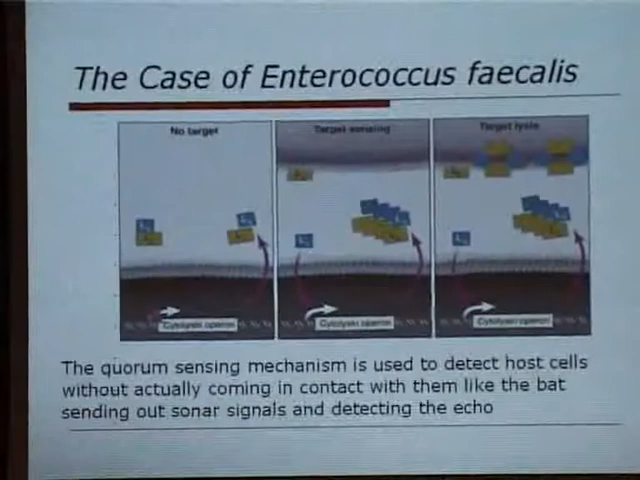 The Case of Enterococcus faecalis
No target
Target sensing
Target lysis
Cytolysin operon
Cytolysin operon
Cytolysin operon
The quorum sensing mechanism is used to detect host cells
without actually coming in contact with them like the bat
sending out sonar signals and detecting the echo